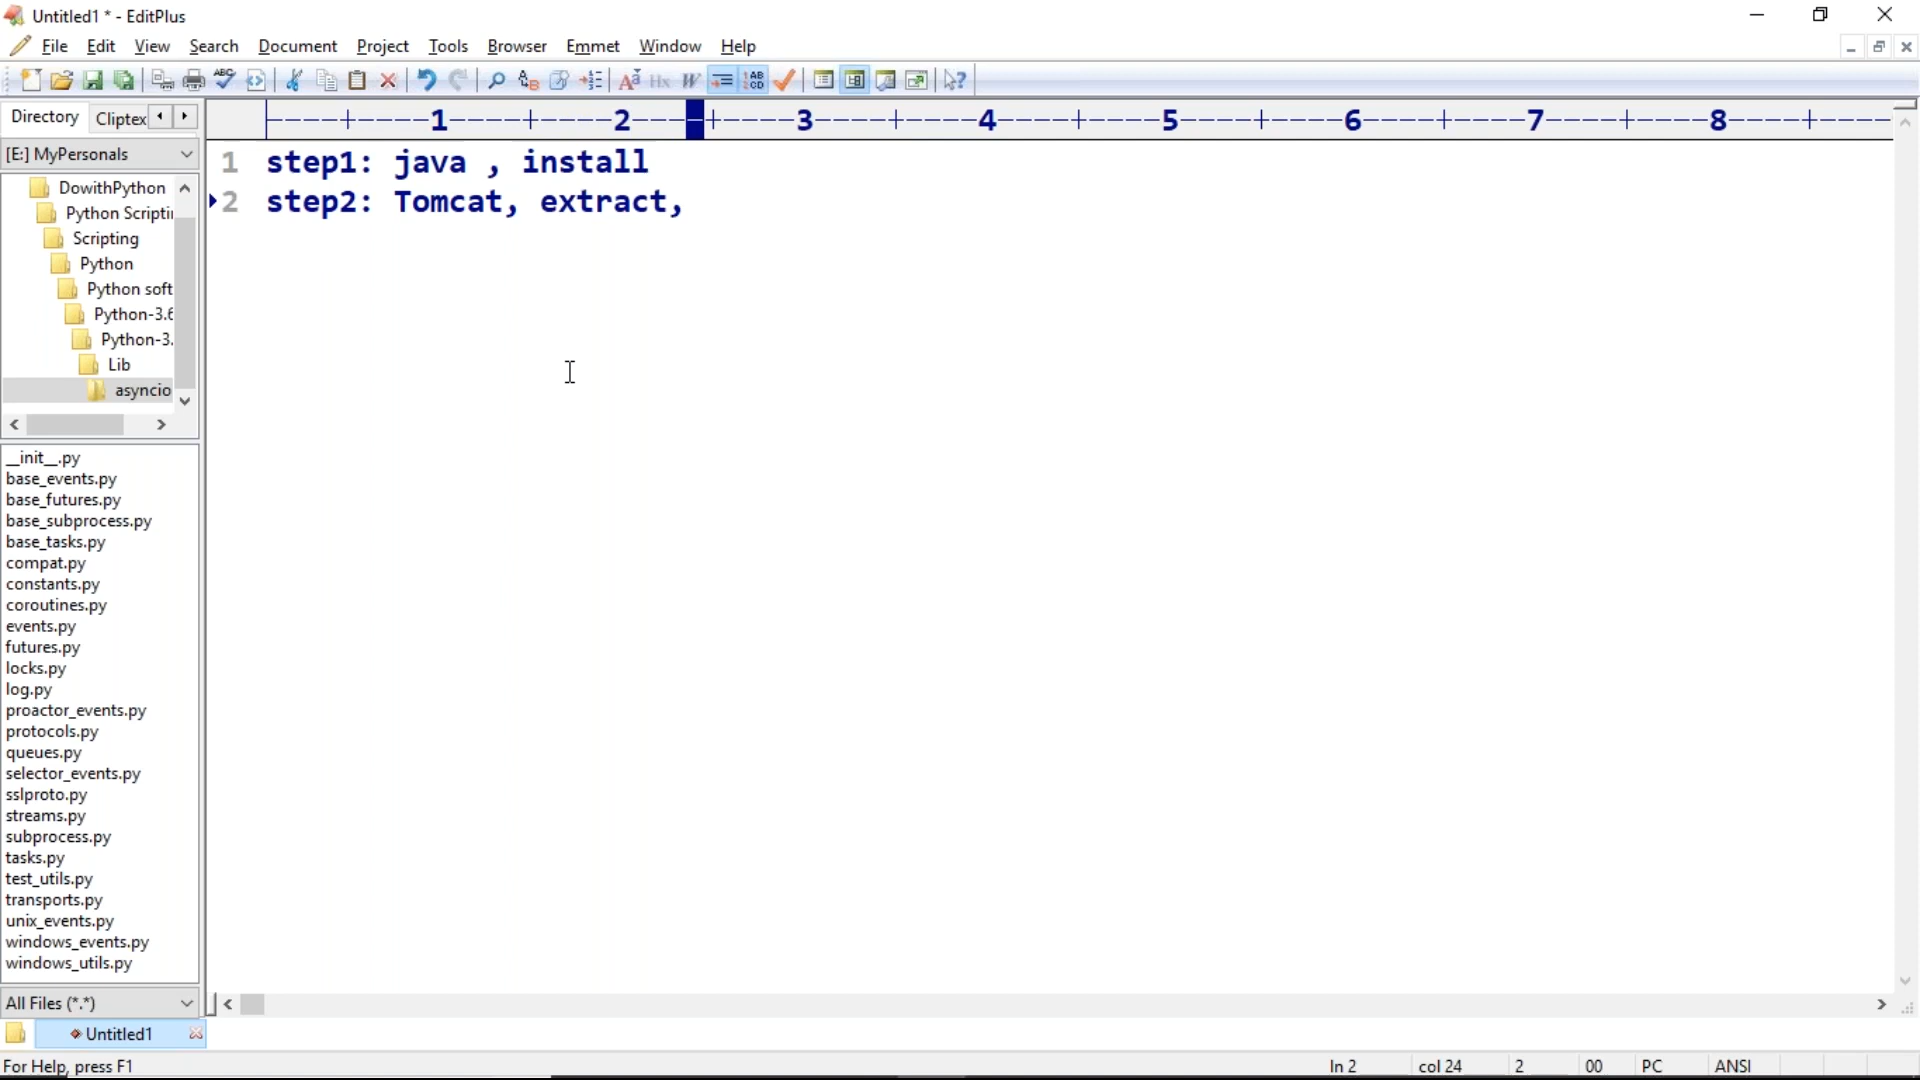 Untitled1 * - EditPlus
File Edit View Search Document Project Tools Browser Emmet Window Help
Directory Cliptex
[E:] MyPersonals
DowithPython
Python Scripti
Scripting
Python
Python soft
Python-3.6
Python-3.
Lib
asyncio
__init__.py
base_events.py
base_futures.py
base_subprocess.py
base_tasks.py
compat.py
constants.py
coroutines.py
events.py
futures.py
locks.py
log.py
proactor_events.py
protocols.py
queues.py
selector_events.py
sslproto.py
streams.py
subprocess.py
tasks.py
test_utils.py
transports.py
unix_events.py
windows_events.py
windows_utils.py
All Files (*.*)
----+----1----+----2----+----3----+----4----+----5----+----6----+----7----+----8----+----
1 step1: java , install
2 step2: Tomcat, extract,
Untitled1
For Help, press F1
ln 2 col 24 2 00 PC ANSI